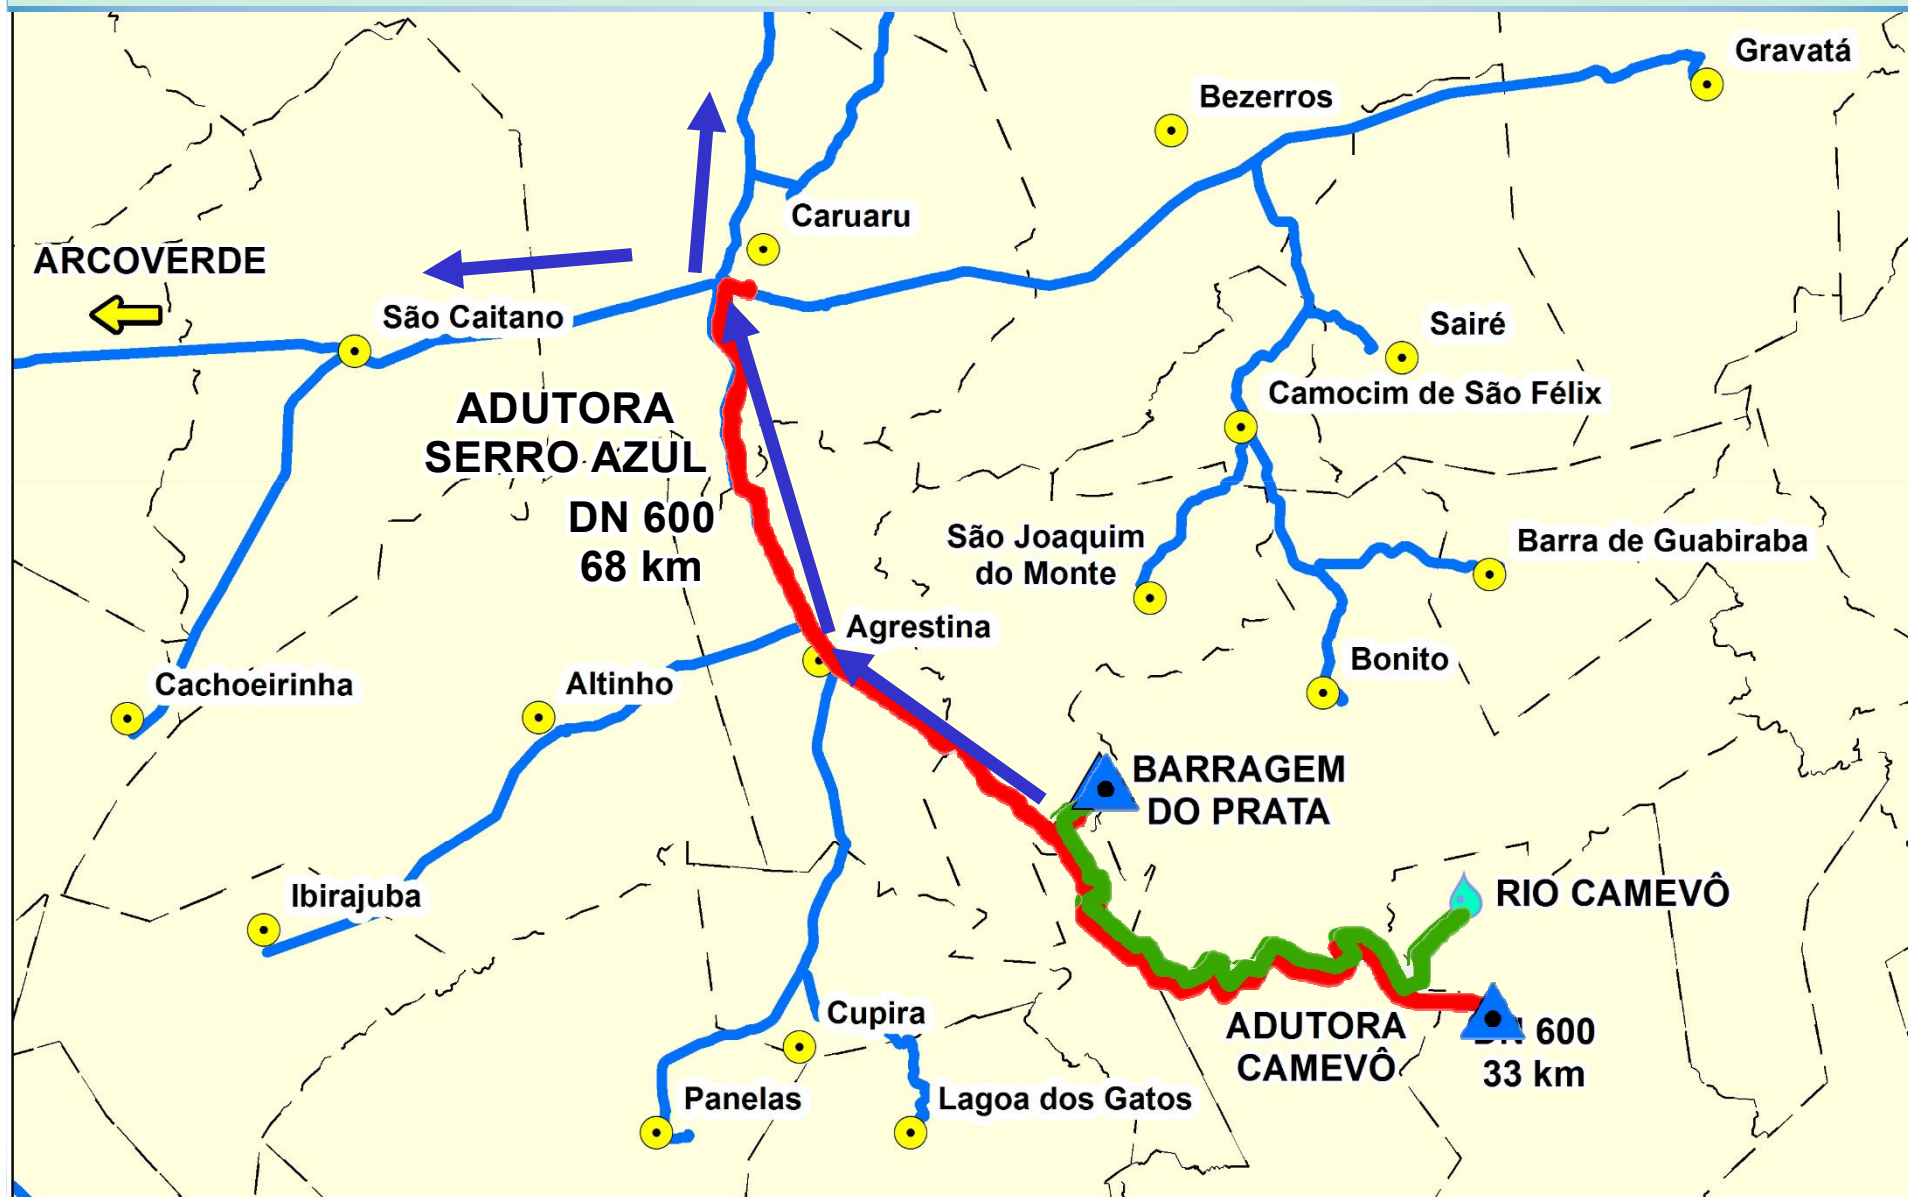 Gravatá
Bezerros
Caruaru
ARCOVERDE
São Caitano
Sairé
Camocim de São Félix
ADUTORA
SERRO AZUL
DN 600
68 km
São Joaquim
do Monte
Barra de Guabiraba
Agrestina
Bonito
Cachoeirinha
Altinho
BARRAGEM
DO PRATA
Ibirajuba
RIO CAMEVÔ
Cupira
ADUTORA
CAMEVÔ
DN 600
33 km
Panelas
Lagoa dos Gatos